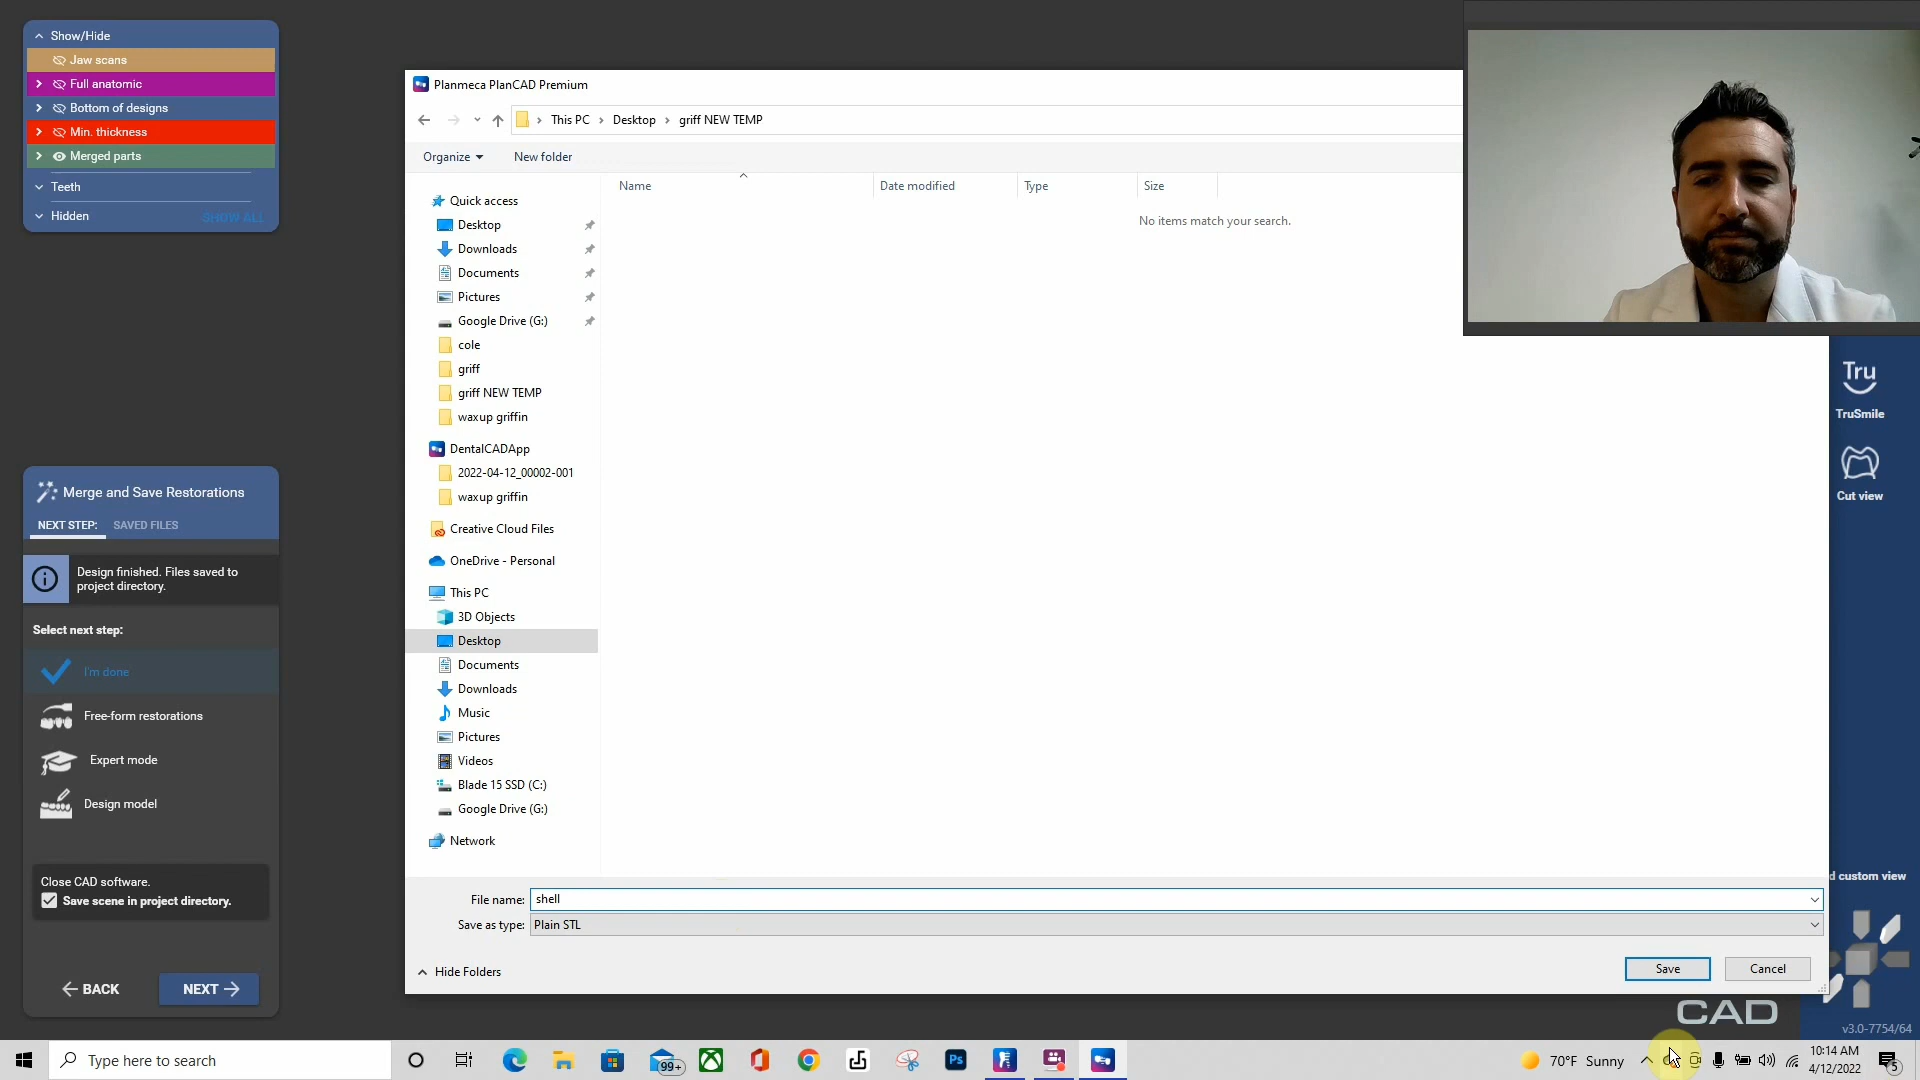 Show/Hide
Jaw scans
Full anatomic
Bottom of designs
Min. thickness
Merged parts
Teeth
Hidden
SHOW ALL
Merge and Save Restorations
NEXT STEP:
SAVED FILES
Design finished. Files saved to
project directory.
Select next step:
I'm done
Free-form restorations
Expert mode
Design model
Close CAD software.
Save scene in project directory.
BACK
NEXT
Planmeca PlanCAD Premium
This PC
Desktop
griff NEW TEMP
Organize
New folder
Name
Date modified
Type
Size
No items match your search.
Quick access
Desktop
Downloads
Documents
Pictures
Google Drive (G:)
cole
griff
griff NEW TEMP
waxup griffin
DentalCADApp
2022-04-12_00002-001
waxup griffin
Creative Cloud Files
OneDrive - Personal
This PC
3D Objects
Desktop
Documents
Downloads
Music
Pictures
Videos
Blade 15 SSD (C:)
Google Drive (G:)
Network
File name: shell
Save as type: Plain STL
Hide Folders
Save
Cancel
Tru
TruSmile
Cut view
d custom view
CAD
v3.0-7754/64
Type here to search
99+
Ps
70°F Sunny
10:14 AM
4/12/2022
5